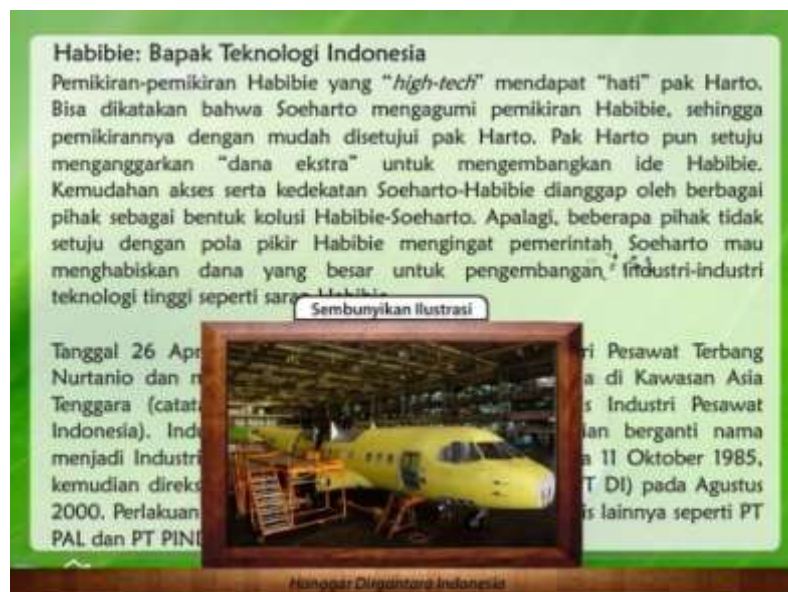 Habibie: Bapak Teknologi Indonesia
Pemikiran-pemikiran Habibie yang “high-tech” mendapat “hati” pak Harto.
Bisa dikatakan bahwa Soeharto mengagumi pemikiran Habibie, sehingga
pemikirannya dengan mudah disetujui pak Harto. Pak Harto pun setuju
menganggarkan “dana ekstra” untuk mengembangkan ide Habibie.
Kemudahan akses serta kedekatan Soeharto-Habibie dianggap oleh berbagai
pihak sebagai bentuk kolusi Habibie-Soeharto. Apalagi, beberapa pihak tidak
setuju dengan pola pikir Habibie mengingat pemerintah Soeharto mau
menghabiskan dana yang besar untuk pengembangan industri-industri
teknologi tinggi seperti saran Habibie.
Sembunyikan Ilustrasi
Tanggal 26 Apr ri Pesawat Terbang
Nurtanio dan a di Kawasan Asia
Tenggara (catat s Industri Pesawat
Indonesia). Indu ian berganti nama
menjadi Industri a 11 Oktober 1985,
kemudian direks T DI) pada Agustus
2000. Perlakuan is lainnya seperti PT
PAL dan PT PIND
Hanggar Dirgantara Indonesia